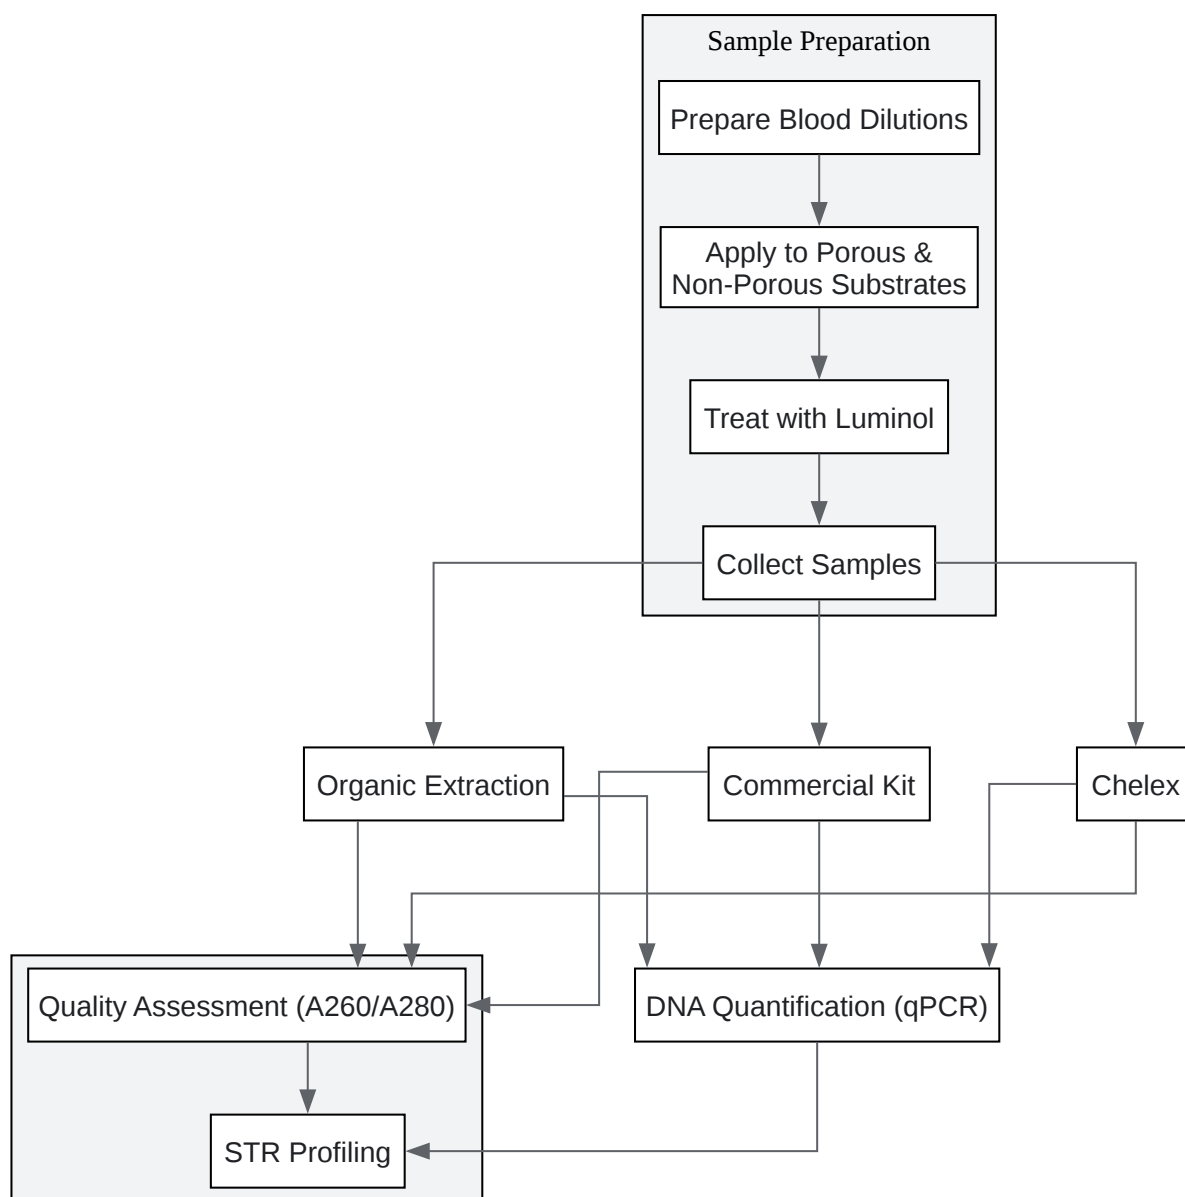 Sample Preparation
Prepare Blood Dilutions
Apply to Porous &
Non-Porous Substrates
Treat with Luminol
Collect Samples
Organic Extraction
Commercial Kit
Chelex
Quality Assessment (A260/A280)
DNA Quantification (qPCR)
STR Profiling